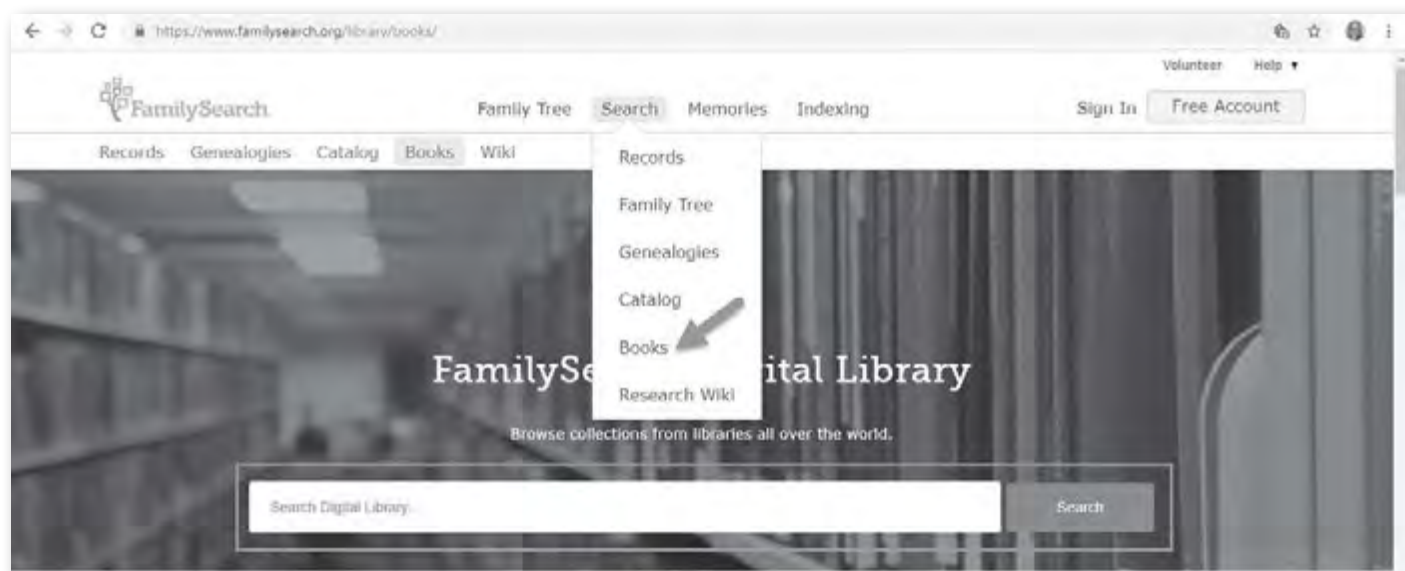 https://www.familysearch.org/library/books/
Volunteer Help
FamilySearch
Family Tree Search Memories Indexing
Sign In Free Account
Records Genealogies Catalog Books Wiki
Records
Family Tree
Genealogies
Catalog
Books
Research Wiki
FamilySe ital Library
Browse collections from libraries all over the world.
Search Digital Library
Search